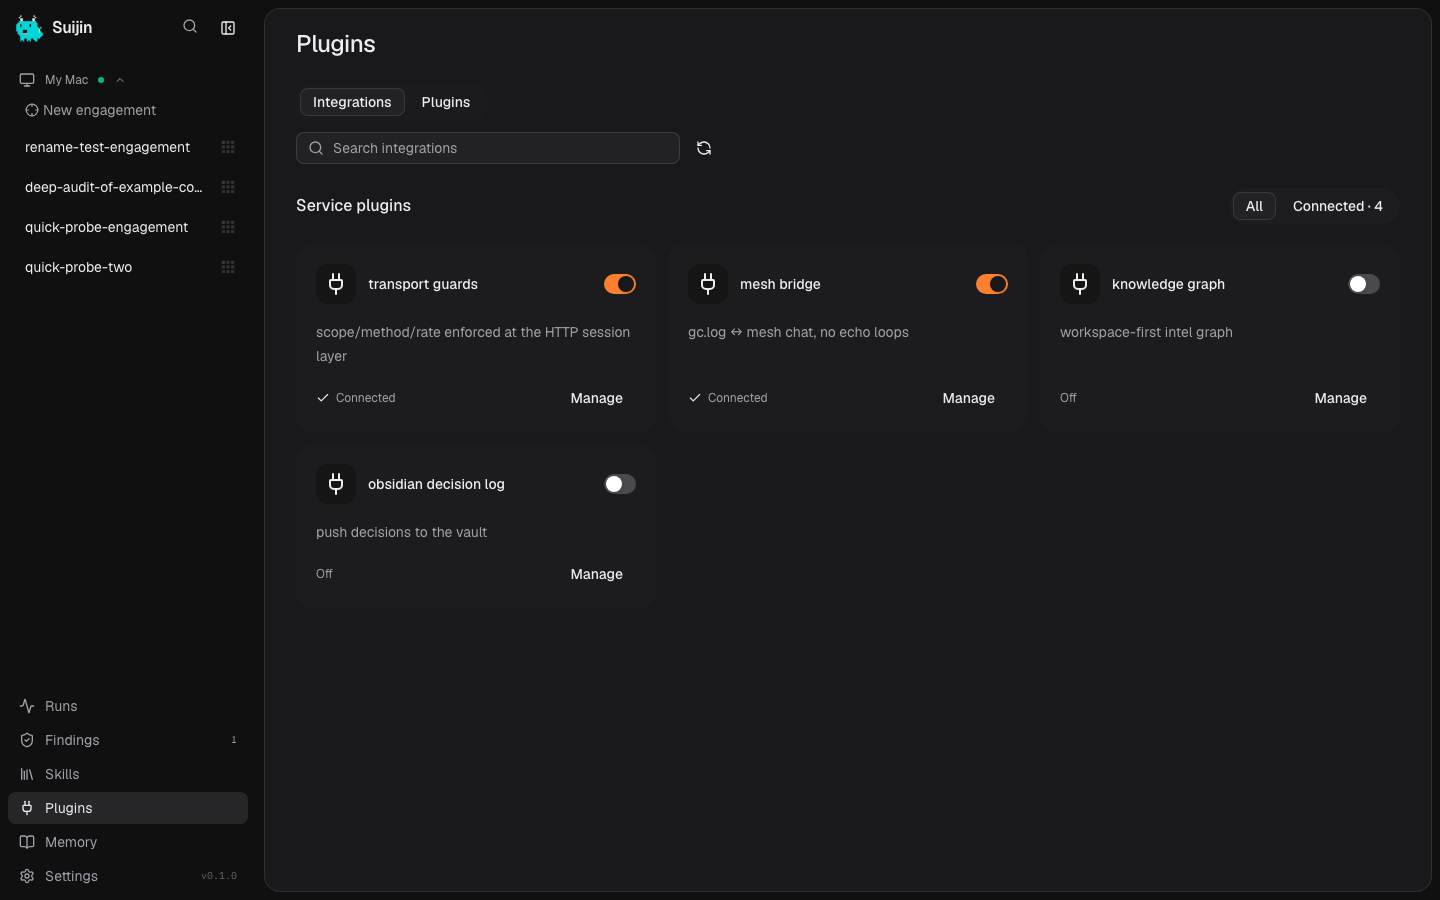 Suijin
My Mac
New engagement
rename-test-engagement
deep-audit-of-example-co...
quick-probe-engagement
quick-probe-two
Runs
Findings 1
Skills
Plugins
Memory
Settings v0.1.0
Plugins
Integrations Plugins
Search integrations
Service plugins All Connected · 4
transport guards
scope/method/rate enforced at the HTTP session
layer
Connected Manage
mesh bridge
gc.log ↔ mesh chat, no echo loops
Connected Manage
knowledge graph
workspace-first intel graph
Off Manage
obsidian decision log
push decisions to the vault
Off Manage